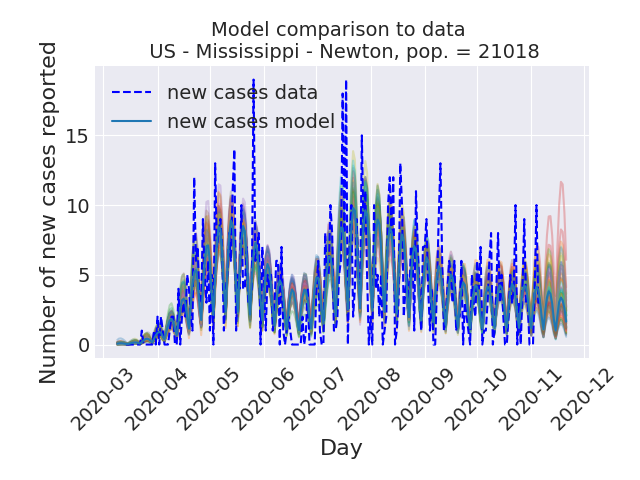 Model comparison to data
US - Mississippi - Newton, pop. = 21018
new cases data
new cases model
Number of new cases reported
15
10
5
0
2020-03
2020-04
2020-05
2020-06
2020-07
2020-08
2020-09
2020-10
2020-11
2020-12
Day